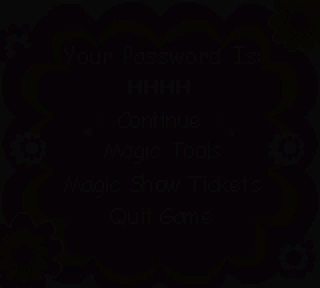 Your Password Is:
HHHH
Continue
Magic Tools
Magic Show Tickets
Quit Game